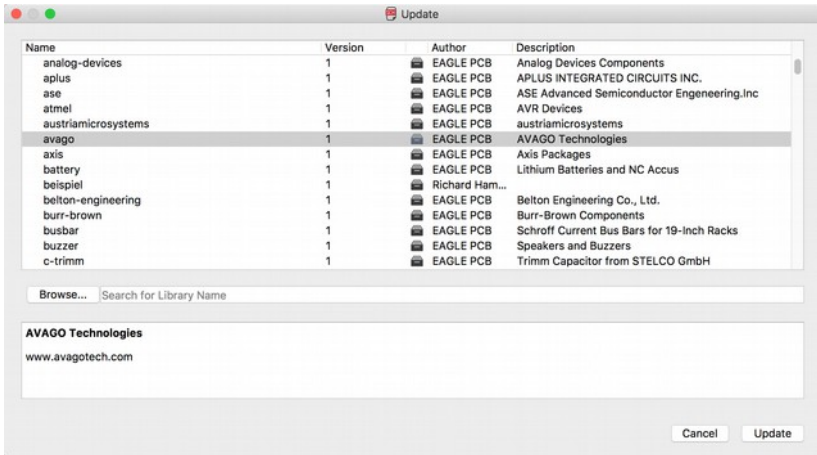 Update
Name Version Author Description
analog-devices 1 EAGLE PCB Analog Devices Components
aplus 1 EAGLE PCB APLUS INTEGRATED CIRCUITS INC.
ase 1 EAGLE PCB ASE Advanced Semiconductor Engeneering.Inc
atmel 1 EAGLE PCB AVR Devices
austriamicrosystems 1 EAGLE PCB austriamicrosystems
avago 1 EAGLE PCB AVAGO Technologies
axis 1 EAGLE PCB Axis Packages
battery 1 EAGLE PCB Lithium Batteries and NC Accus
beispiel 1 Richard Ham...
belton-engineering 1 EAGLE PCB Belton Engineering Co., Ltd.
burr-brown 1 EAGLE PCB Burr-Brown Components
busbar 1 EAGLE PCB Schroff Current Bus Bars for 19-Inch Racks
buzzer 1 EAGLE PCB Speakers and Buzzers
c-trimm 1 EAGLE PCB Trimm Capacitor from STELCO GmbH
Browse... Search for Library Name
AVAGO Technologies
www.avagotech.com
Cancel Update